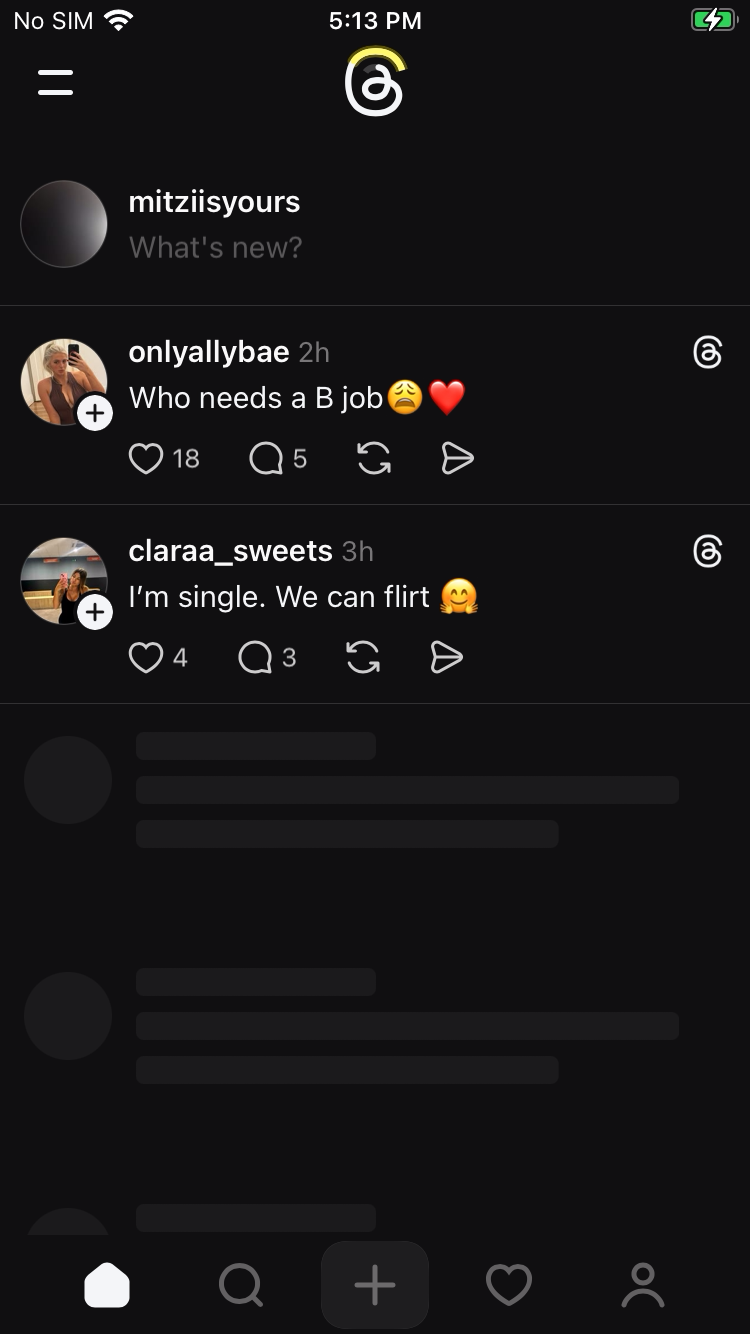 No SIM 5:13 PM
mitziisyours
What's new?
onlyallybae 2h
Who needs a B job😩❤️
18 5
claraa_sweets 3h
I’m single. We can flirt 🤗
4 3